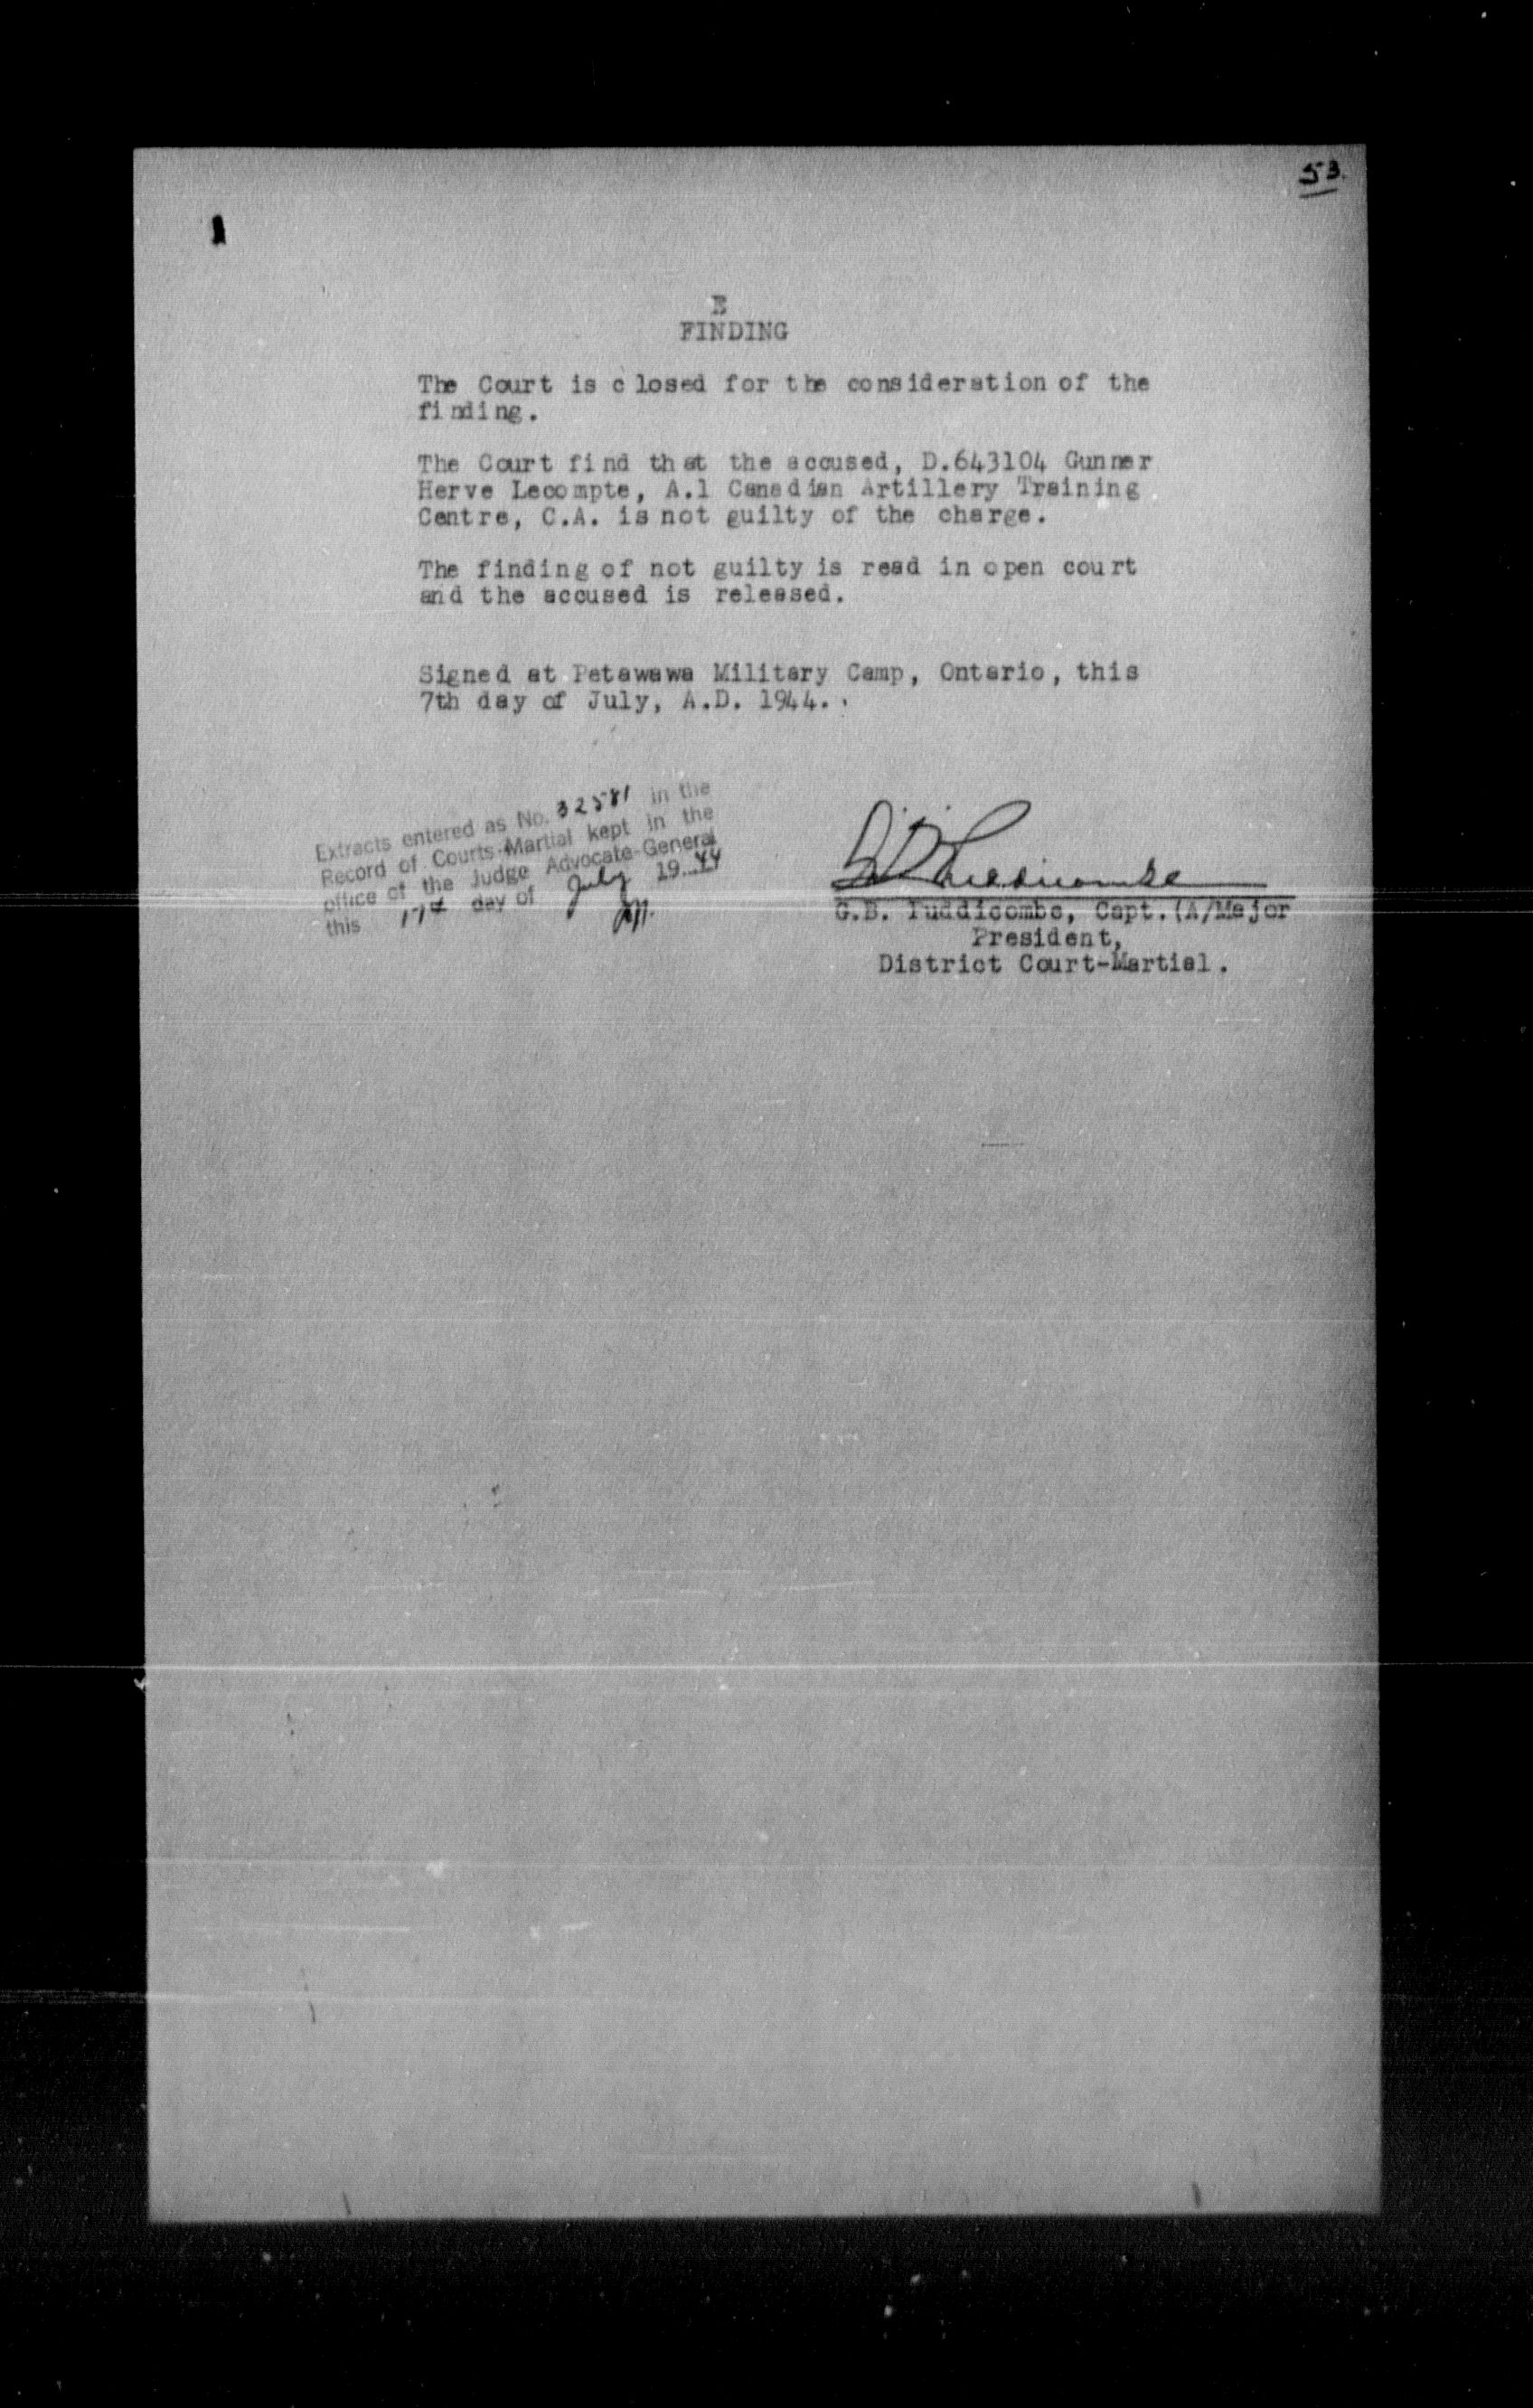 53.
E
FINDING
The Court is closed for the consideration of the
finding.
The Court find that the accused, D.643104 Gunner
Herve Lecompte, A.1 Canadian Artillery Training
Centre, C.A. is not guilty of the charge.
The finding of not guilty is read in open court
and the accused is released.
Signed at Petawawa Military Camp, Ontario, this
7th day of July, A.D. 1944.
Extracts entered as No. 32581 in the
Record of Courts-Martial kept in the
office of the Judge Advocate-General
this 17th day of July 1944
G.B. Puddicombe, Capt.(A/Major
President,
District Court-Martial.